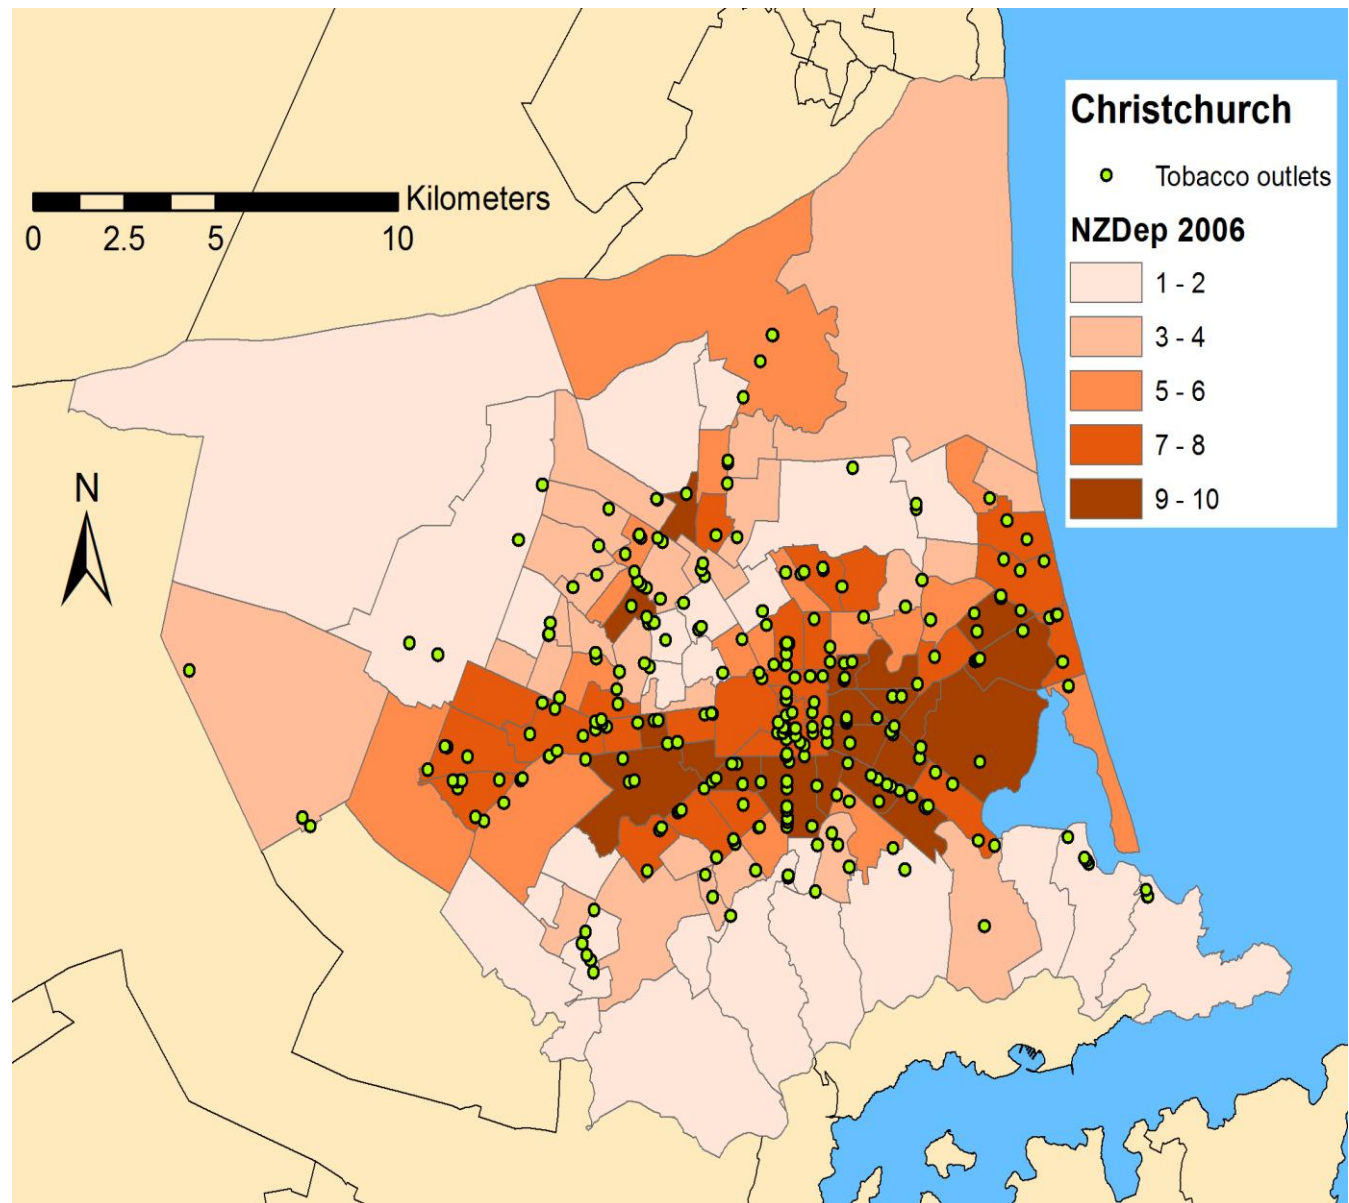 Christchurch
Tobacco outlets
NZDep 2006
1 - 2
3 - 4
5 - 6
7 - 8
9 - 10
Kilometers
0 2.5 5 10
N